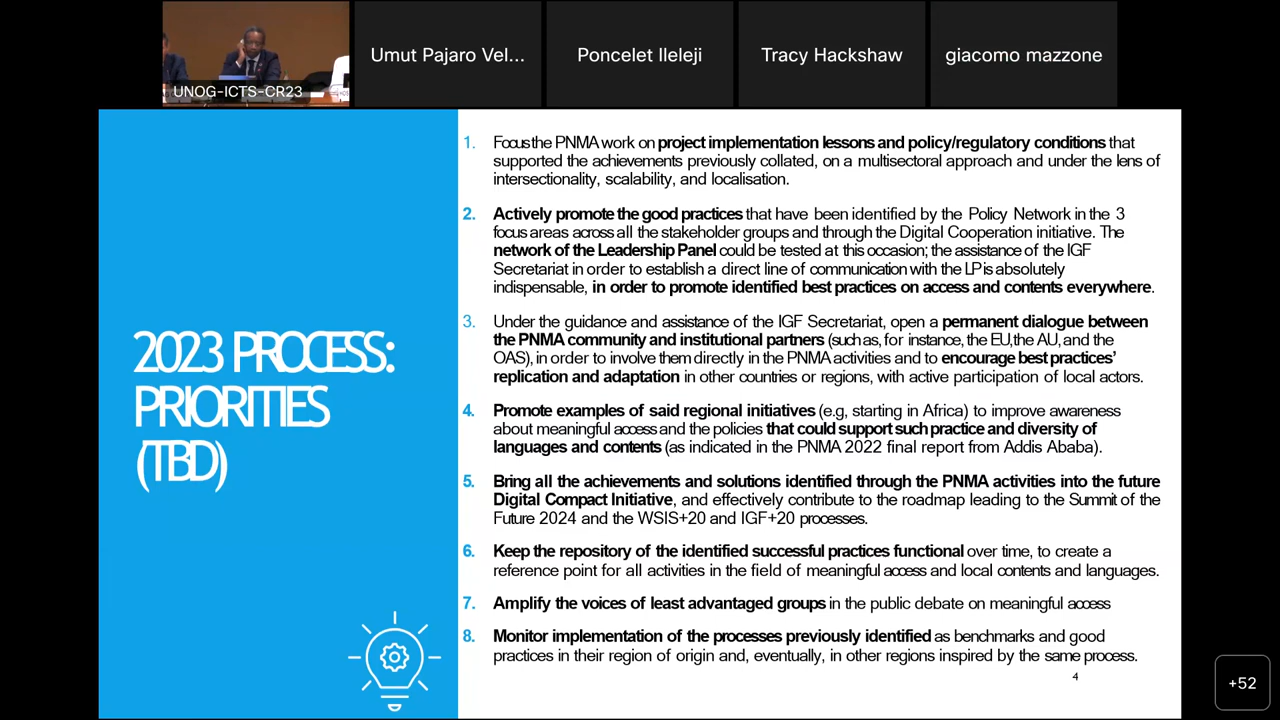 UNOG-ICTS-CR23
Umut Pajaro Vel...
Poncelet Ileleji
Tracy Hackshaw
giacomo mazzone
2023 PROCESS:
PRIORITIES
(TBD)
1. Focus the PNMA work on project implementation lessons and policy/regulatory conditions that
supported the achievements previously collated, on a multisectoral approach and under the lens of
intersectionality, scalability, and localisation.
2. Actively promote the good practices that have been identified by the Policy Network in the 3
focus areas across all the stakeholder groups and through the Digital Cooperation initiative. The
network of the Leadership Panel could be tested at this occasion; the assistance of the IGF
Secretariat in order to establish a direct line of communication with the LP is absolutely
indispensable, in order to promote identified best practices on access and contents everywhere.
3. Under the guidance and assistance of the IGF Secretariat, open a permanent dialogue between
the PNMA community and institutional partners (such as, for instance, the EU, the AU, and the
OAS), in order to involve them directly in the PNMA activities and to encourage best practices’
replication and adaptation in other countries or regions, with active participation of local actors.
4. Promote examples of said regional initiatives (e.g, starting in Africa) to improve awareness
about meaningful access and the policies that could support such practice and diversity of
languages and contents (as indicated in the PNMA 2022 final report from Addis Ababa).
5. Bring all the achievements and solutions identified through the PNMA activities into the future
Digital Compact Initiative, and effectively contribute to the roadmap leading to the Summit of the
Future 2024 and the WSIS+20 and IGF+20 processes.
6. Keep the repository of the identified successful practices functional over time, to create a
reference point for all activities in the field of meaningful access and local contents and languages.
7. Amplify the voices of least advantaged groups in the public debate on meaningful access
8. Monitor implementation of the processes previously identified as benchmarks and good
practices in their region of origin and, eventually, in other regions inspired by the same process.
4
+52